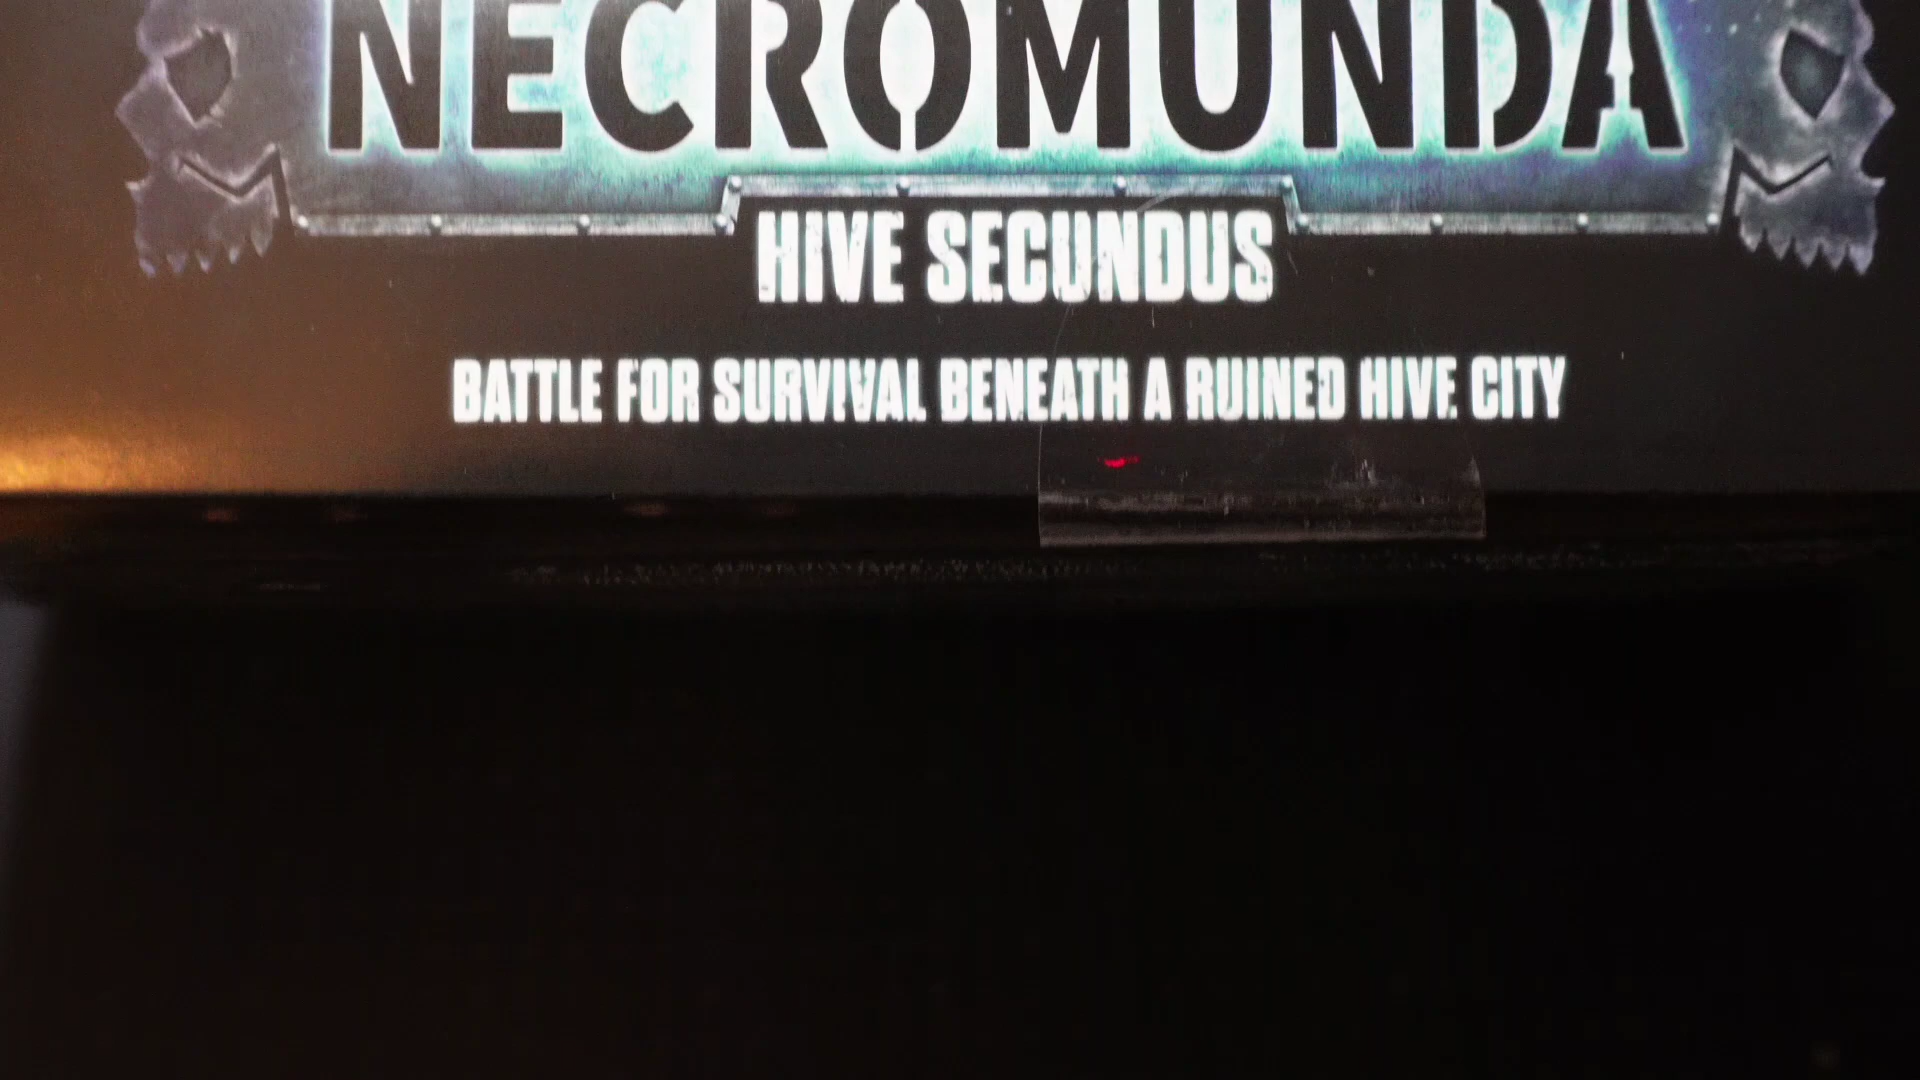 NECROMUNDA
HIVE SECUNDUS
BATTLE FOR SURVIVAL BENEATH A RUINED HIVE CITY